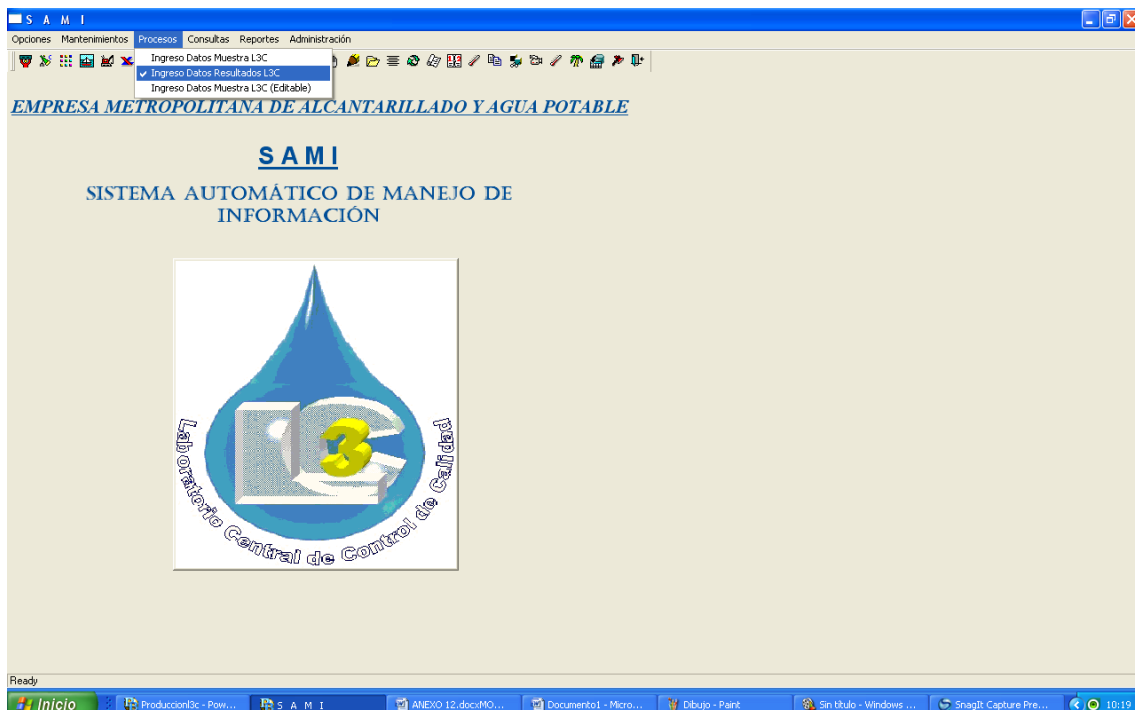 S A M I
Opciones Mantenimientos Procesos Consultas Reportes Administración
Ingreso Datos Muestra L3C
Ingreso Datos Resultados L3C
Ingreso Datos Muestra L3C (Editable)
EMPRESA METROPOLITANA DE ALCANTARILLADO Y AGUA POTABLE
S A M I
SISTEMA AUTOMÁTICO DE MANEJO DE
INFORMACIÓN
L3C
Laboratorio Central de Control de Calidad
Ready
Inicio Produccionl3c - Pow... S A M I ANEXO 12.docxMO... Documento1 - Micro... Dibujo - Paint Sin título - Windows ... SnagIt Capture Pre... 10:19